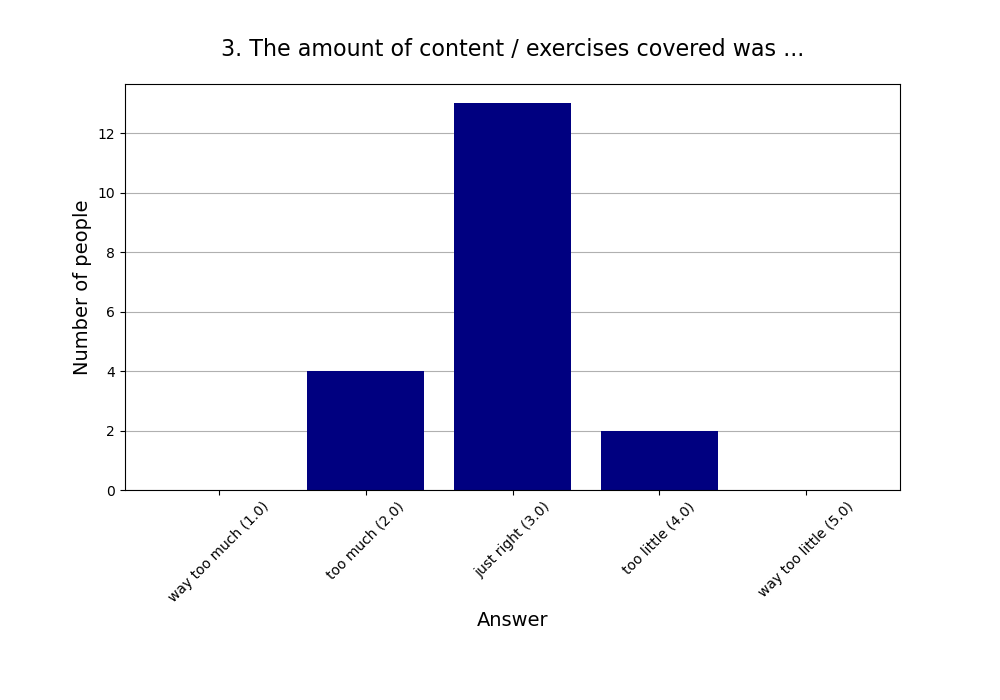 3. The amount of content / exercises covered was ...
Number of people
12
10
8
6
4
2
0
way too much (1.0)
too much (2.0)
just right (3.0)
too little (4.0)
way too little (5.0)
Answer